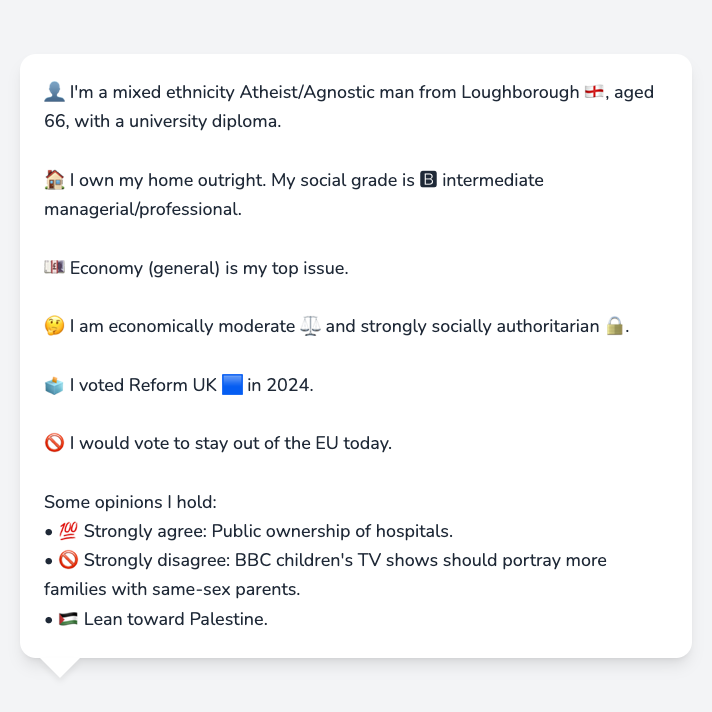 👤 I'm a mixed ethnicity Atheist/Agnostic man from Loughborough 🏴󠁧󠁢󠁥󠁮󠁧󠁿, aged
66, with a university diploma.
🏠 I own my home outright. My social grade is 🅱 intermediate
managerial/professional.
💷 Economy (general) is my top issue.
🤔 I am economically moderate ⚖️ and strongly socially authoritarian 🔒.
🗳️ I voted Reform UK 🟦 in 2024.
🚫 I would vote to stay out of the EU today.
Some opinions I hold:
• 💯 Strongly agree: Public ownership of hospitals.
• 🚫 Strongly disagree: BBC children's TV shows should portray more
families with same-sex parents.
• 🇵🇸 Lean toward Palestine.